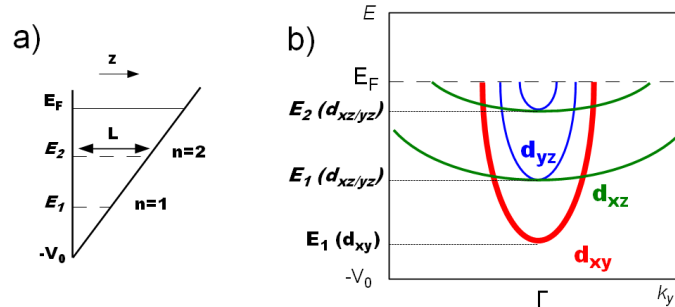 a)
z
E_F
L
E_2
n=2
E_1
n=1
-V_0
b)
E
E_F
E_2 (d_xz/yz)
d_yz
E_1 (d_xz/yz)
d_xz
E_1 (d_xy)
d_xy
-V_0
Γ
k_y